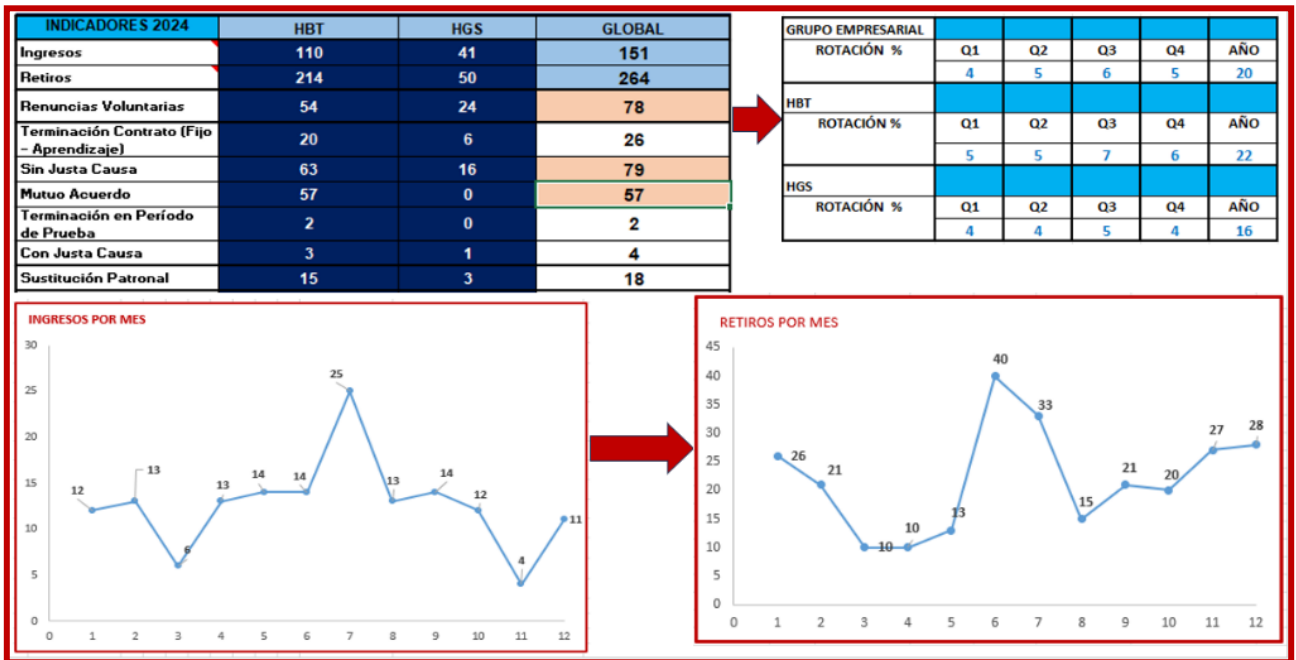 INDICADORES 2024 HBT HGS GLOBAL
Ingresos 110 41 151
Retiros 214 50 264
Renuncias Voluntarias 54 24 78
Terminación Contrato (Fijo
– Aprendizaje) 20 6 26
Sin Justa Causa 63 16 79
Mutuo Acuerdo 57 0 57
Terminación en Período
de Prueba 2 0 2
Con Justa Causa 3 1 4
Sustitución Patronal 15 3 18
GRUPO EMPRESARIAL
ROTACIÓN % Q1 Q2 Q3 Q4 AÑO
4 5 6 5 20
HBT
ROTACIÓN % Q1 Q2 Q3 Q4 AÑO
5 5 7 6 22
HGS
ROTACIÓN % Q1 Q2 Q3 Q4 AÑO
4 4 5 4 16
INGRESOS POR MES
30
25
20
15
10
5
0
12 13 6 13 14 14 25 13 14 12 4 11
0 1 2 3 4 5 6 7 8 9 10 11 12
RETIROS POR MES
45
40
35
30
25
20
15
10
5
0
26 21 10 10 13 40 33 15 21 20 27 28
0 1 2 3 4 5 6 7 8 9 10 11 12